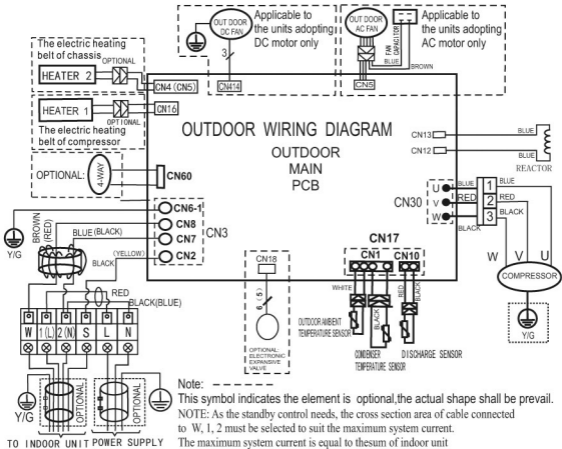 Applicable to
the units adopting
DC motor only
OUT DOOR
DC FAN
3
CN414
Applicable to
the units adopting
AC motor only
OUT DOOR
AC FAN
FAN
CAPACITOR
BLUE
BROWN
CN5
The electric heating
belt of chassis
OPTIONAL
HEATER 2
CN4 (CN5)
HEATER 1
CN16
OPTIONAL
The electric heating
belt of compressor
OPTIONAL:
4-WAY
CN60
OUTDOOR WIRING DIAGRAM
OUTDOOR
MAIN
PCB
CN13
CN12
BLUE
BLUE
REACTOR
CN30
U
V
W
BLUE
RED
BLACK
1
2
3
BLUE
RED
BLACK
W
V
U
COMPRESSOR
Y/G
CN6-1
CN8
CN7
CN2
CN3
BROWN
(RED)
BLUE (BLACK)
(YELLOW)
BLACK
Y/G
RED
BLACK(BLUE)
W
1(L)
2(N)
S
L
N
Y/G
OPTIONAL
OPTIONAL
TO INDOOR UNIT
POWER SUPPLY
CN18
6 (5)
OPTIONAL:
ELECTRONIC
EXPANSIVE
VALVE
CN17
CN1
CN10
WHITE
BLACK
RED
BLACK
OUTDOOR AMBIENT
TEMPERATURE SENSOR
CONDENSER
TEMPERATURE SENSOR
DISCHARGE SENSOR
Note:
This symbol indicates the element is optional,the actual shape shall be prevail.
NOTE: As the standby control needs, the cross section area of cable connected
to W, 1, 2 must be selected to suit the maximum system current.
The maximum system current is equal to thesum of indoor unit